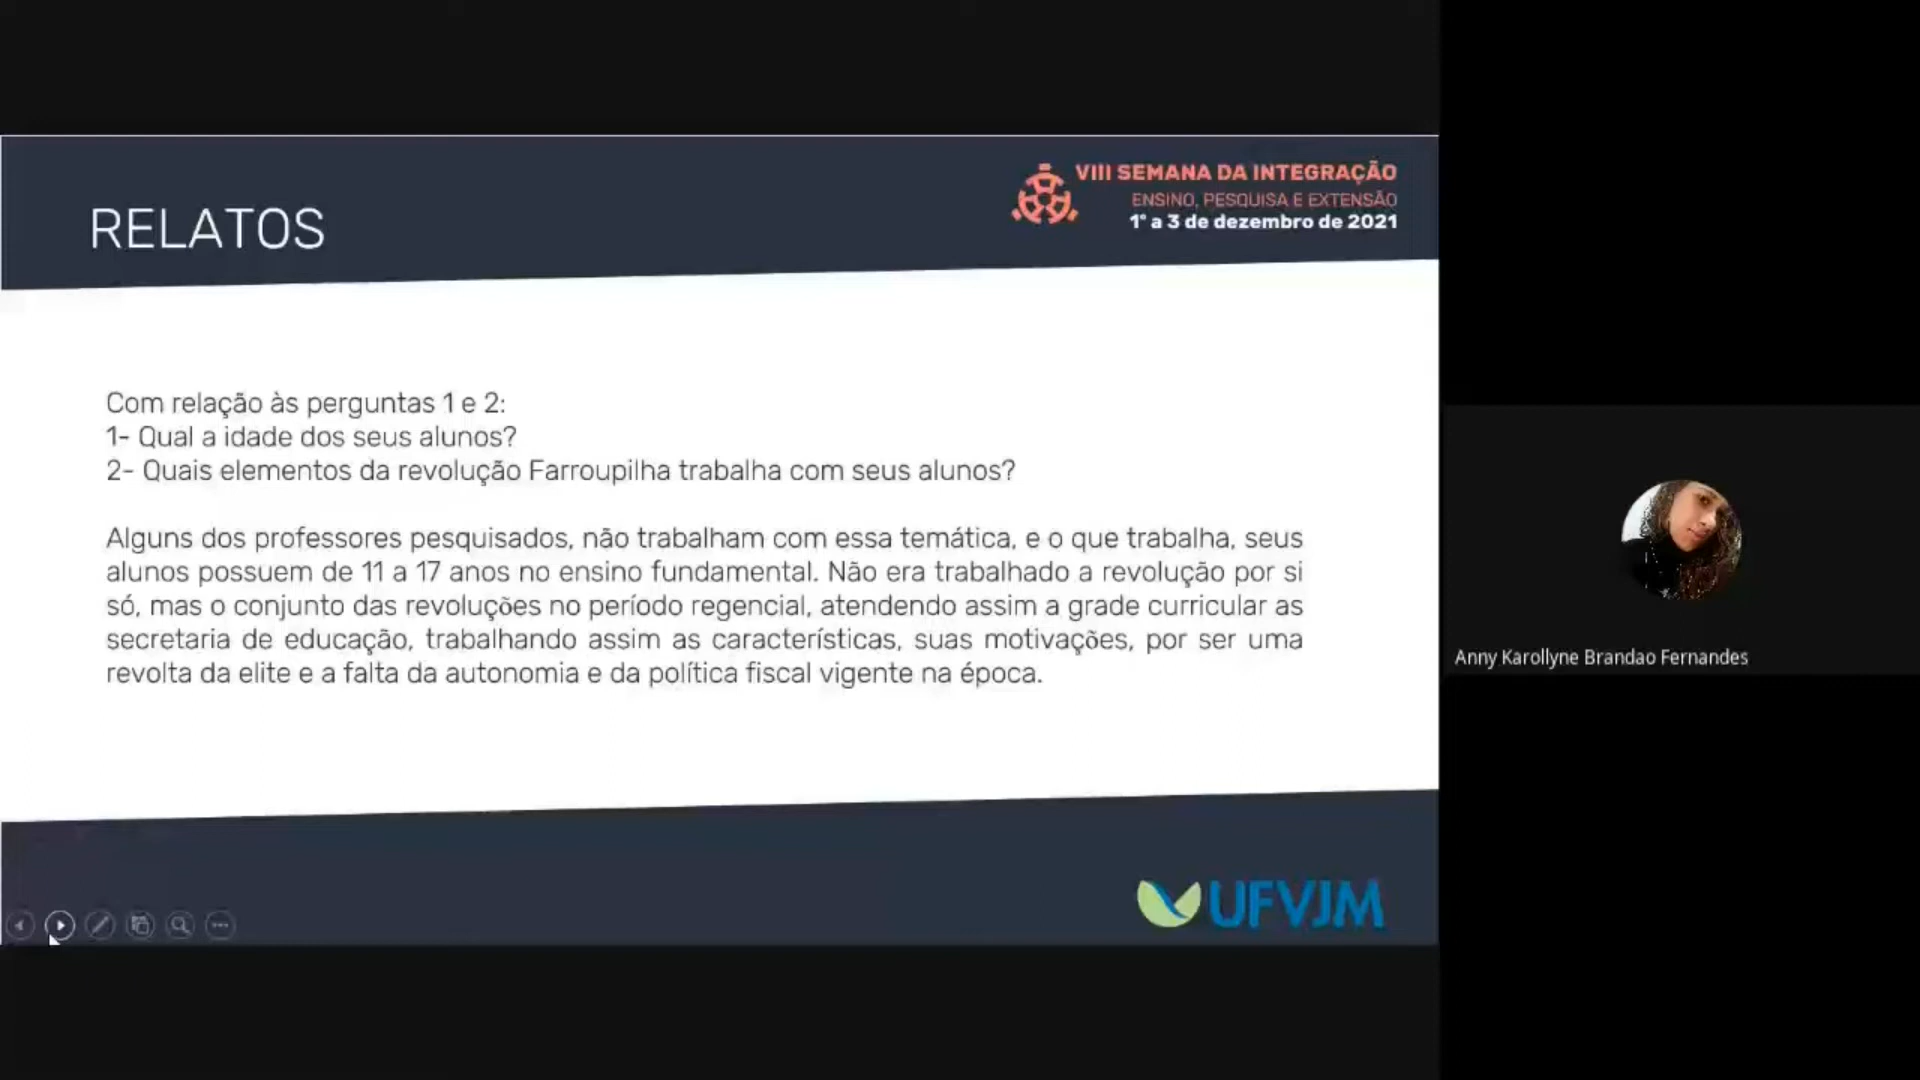 VIII SEMANA DA INTEGRAÇÃO
ENSINO, PESQUISA E EXTENSÃO
1º a 3 de dezembro de 2021
RELATOS
Com relação às perguntas 1 e 2:
1- Qual a idade dos seus alunos?
2- Quais elementos da revolução Farroupilha trabalha com seus alunos?
Alguns dos professores pesquisados, não trabalham com essa temática, e o que trabalha, seus
alunos possuem de 11 a 17 anos no ensino fundamental. Não era trabalhado a revolução por si
só, mas o conjunto das revoluções no período regencial, atendendo assim a grade curricular as
secretaria de educação, trabalhando assim as características, suas motivações, por ser uma
revolta da elite e a falta da autonomia e da política fiscal vigente na época.
UFVJM
Anny Karollyne Brandao Fernandes